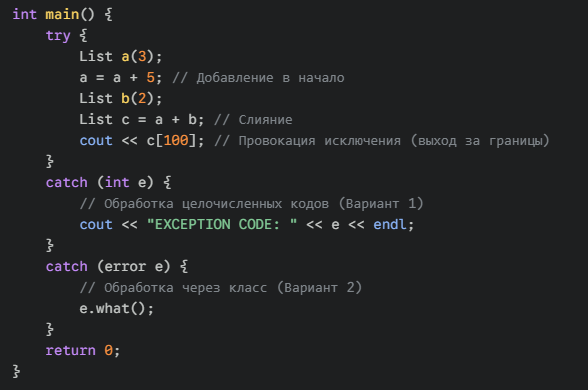 int main() {
    try {
        List a(3);
        a = a + 5; // Добавление в начало
        List b(2);
        List c = a + b; // Слияние
        cout << c[100]; // Провокация исключения (выход за границы)
    }
    catch (int e) {
        // Обработка целочисленных кодов (Вариант 1)
        cout << "EXCEPTION CODE: " << e << endl;
    }
    catch (error e) {
        // Обработка через класс (Вариант 2)
        e.what();
    }
    return 0;
}